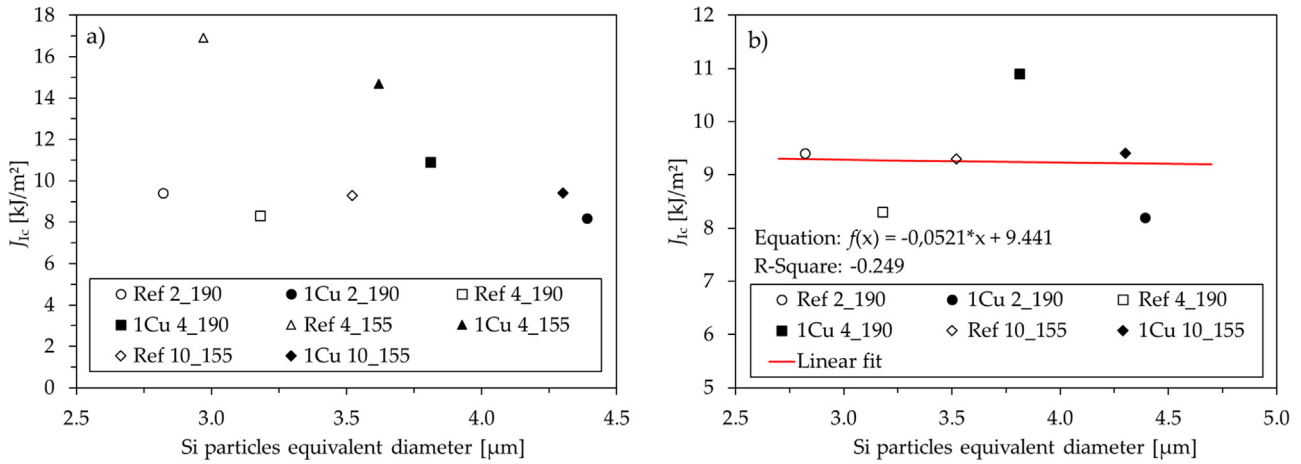 a)
18
16
14
12
10
8
6
4
2
0
J_Ic [kJ/m²]
Ref 2_190 1Cu 2_190 Ref 4_190
1Cu 4_190 Ref 4_155 1Cu 4_155
Ref 10_155 1Cu 10_155
2.5 3.0 3.5 4.0 4.5
Si particles equivalent diameter [μm]
b)
12
11
10
9
8
7
6
5
J_Ic [kJ/m²]
Equation: f(x) = -0,0521*x + 9.441
R-Square: -0.249
Ref 2_190 1Cu 2_190 Ref 4_190
1Cu 4_190 Ref 10_155 1Cu 10_155
Linear fit
2.5 3.0 3.5 4.0 4.5 5.0
Si particles equivalent diameter [μm]